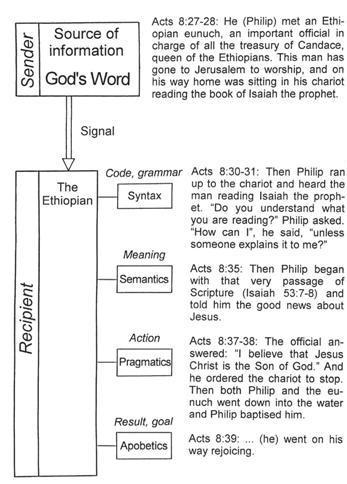 Sender
Source of
information
God's Word
Acts 8:27-28: He (Philip) met an Ethi-
opian eunuch, an important official in
charge of all the treasury of Candace,
queen of the Ethiopians. This man has
gone to Jerusalem to worship, and on
his way home was sitting in his chariot
reading the book of Isaiah the prophet.
Signal
Recipient
The
Ethiopian
Code, grammar
Syntax
Acts 8:30-31: Then Philip ran
up to the chariot and heard the
man reading Isaiah the proph-
et. “Do you understand what
you are reading?” Philip asked.
“How can I”, he said, “unless
someone explains it to me?”
Meaning
Semantics
Acts 8:35: Then Philip began
with that very passage of
Scripture (Isaiah 53:7-8) and
told him the good news about
Jesus.
Action
Pragmatics
Acts 8:37-38: The official an-
swered: “I believe that Jesus
Christ is the Son of God.” And
he ordered the chariot to stop.
Then both Philip and the eu-
nuch went down into the water
and Philip baptised him.
Result, goal
Apobetics
Acts 8:39: ... (he) went on his
way rejoicing.